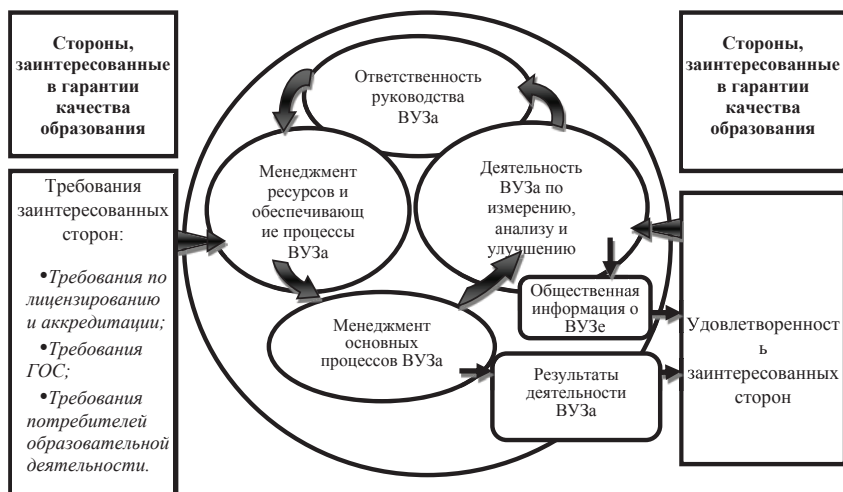 Стороны,
заинтересованные
в гарантии
качества
образования
Требования
заинтересованных
сторон:
•Требования по
лицензированию
и аккредитации;
•Требования
ГОС;
•Требования
потребителей
образовательной
деятельности.
Ответственность
руководства
ВУЗа
Менеджмент
ресурсов и
обеспечивающ
ие процессы
ВУЗа
Деятельность
ВУЗа по
измерению,
анализу и
улучшению
Менеджмент
основных
процессов ВУЗа
Общественная
информация о
ВУЗе
Результаты
деятельности
ВУЗа
Стороны,
заинтересованные
в гарантии
качества
образования
Удовлетворенност
ь
заинтересованных
сторон